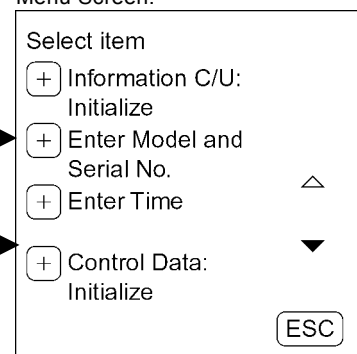 Menu Screen:
Select item
+ Information C/U:
Initialize
+ Enter Model and
Serial No.
+ Enter Time
+ Control Data:
Initialize
ESC